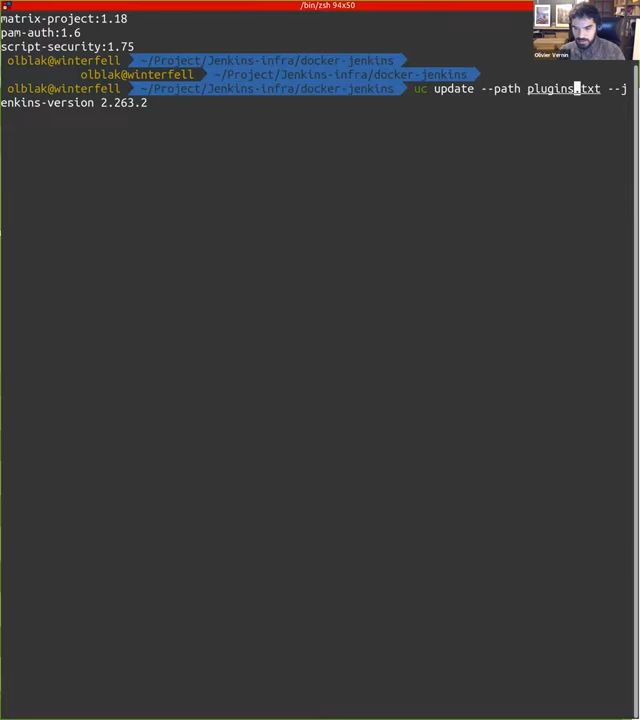 /bin/zsh 94x50
matrix-project:1.18
pam-auth:1.6
script-security:1.75
olblak@winterfell ~/Project/Jenkins-infra/docker-jenkins
olblak@winterfell ~/Project/Jenkins-infra/docker-jenkins
olblak@winterfell ~/Project/Jenkins-infra/docker-jenkins uc update --path plugins.txt --j
enkins-version 2.263.2
Olivier Vernin